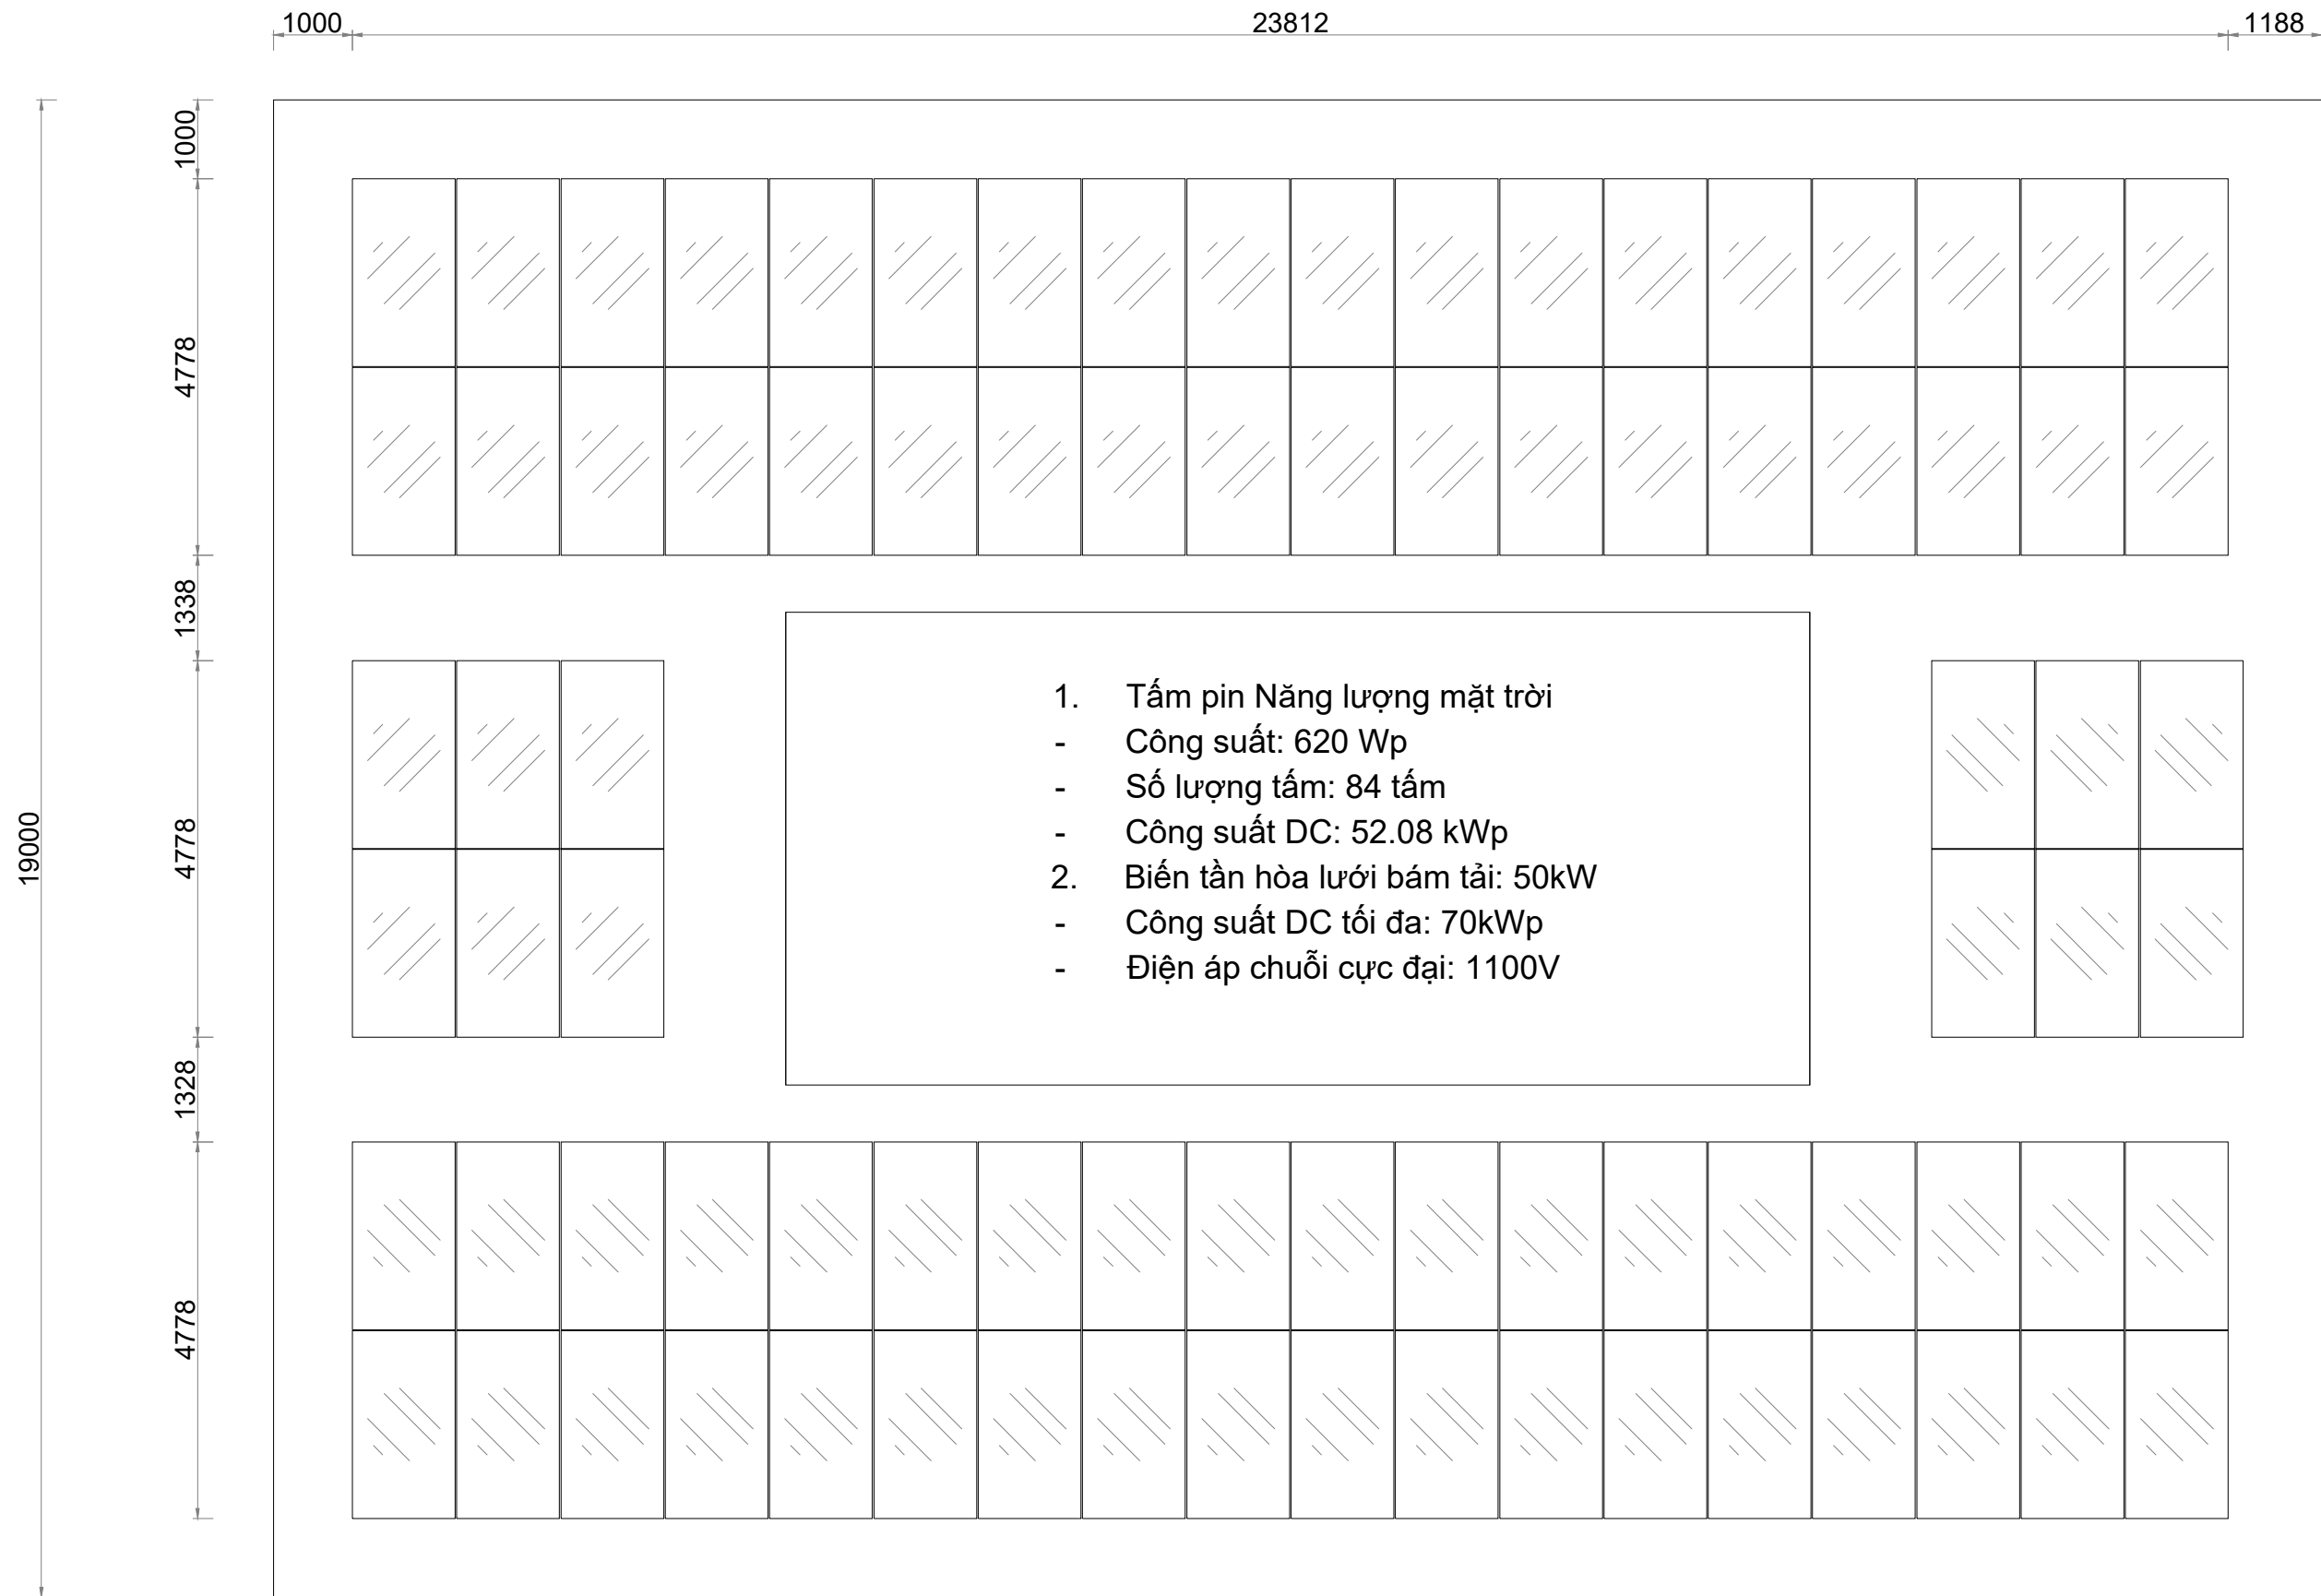 1000
23812
1188
1000
4778
1338
4778
1328
4778
19000
1. Tấm pin Năng lượng mặt trời
- Công suất: 620 Wp
- Số lượng tấm: 84 tấm
- Công suất DC: 52.08 kWp
2. Biến tần hòa lưới bám tải: 50kW
- Công suất DC tối đa: 70kWp
- Điện áp chuỗi cực đại: 1100V